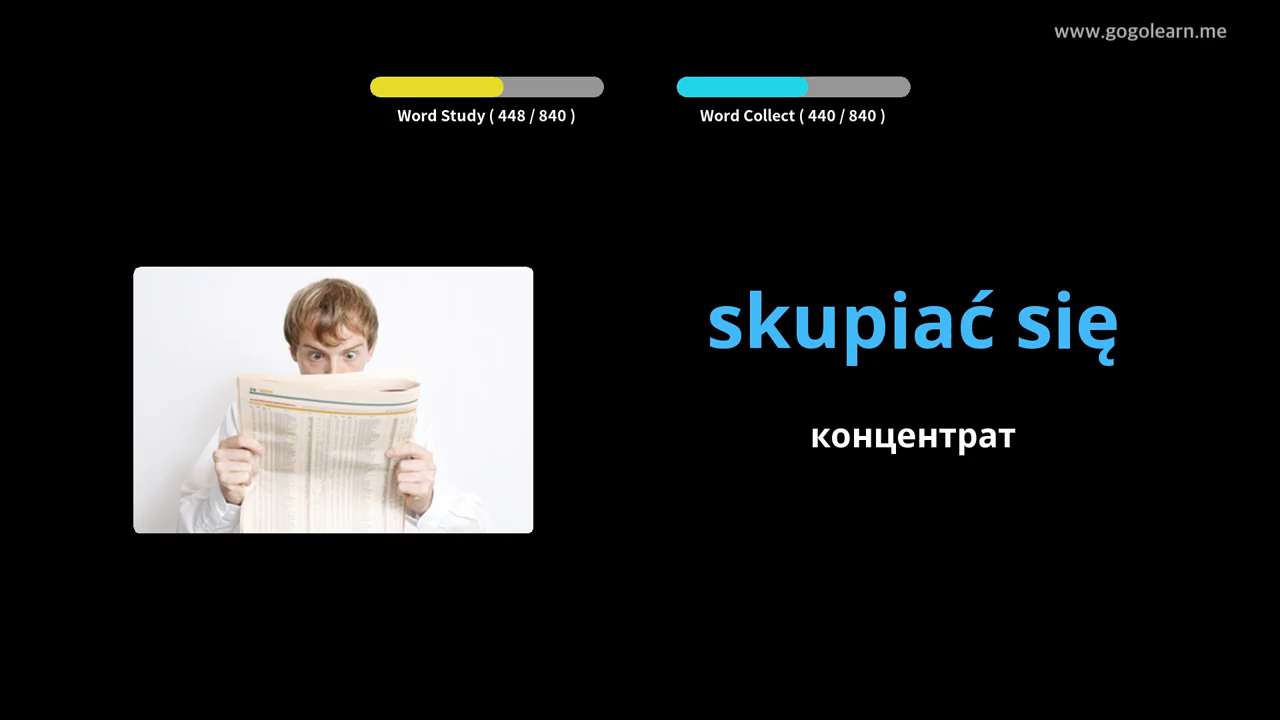 www.gogolearn.me
Word Study ( 448 / 840 )
Word Collect ( 440 / 840 )
skupiać się
концентрат